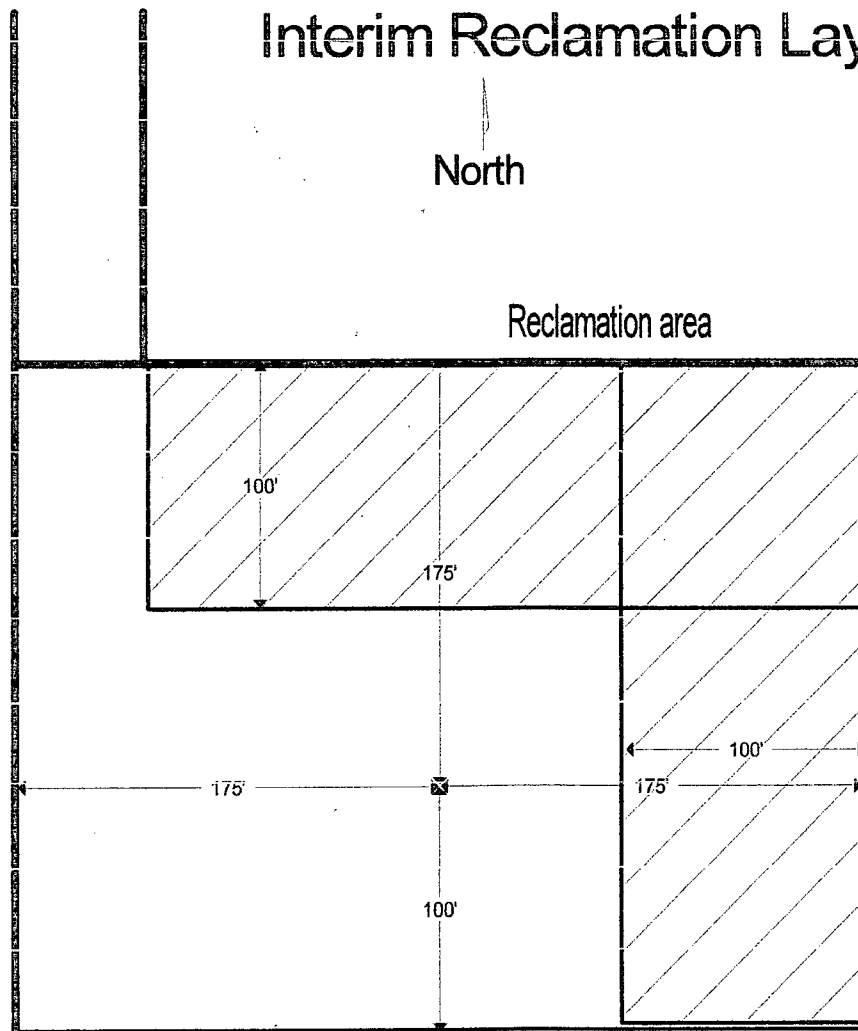 Interim Reclamation Lay
North
Reclamation area
100'
175'
100'
175'
175'
100'